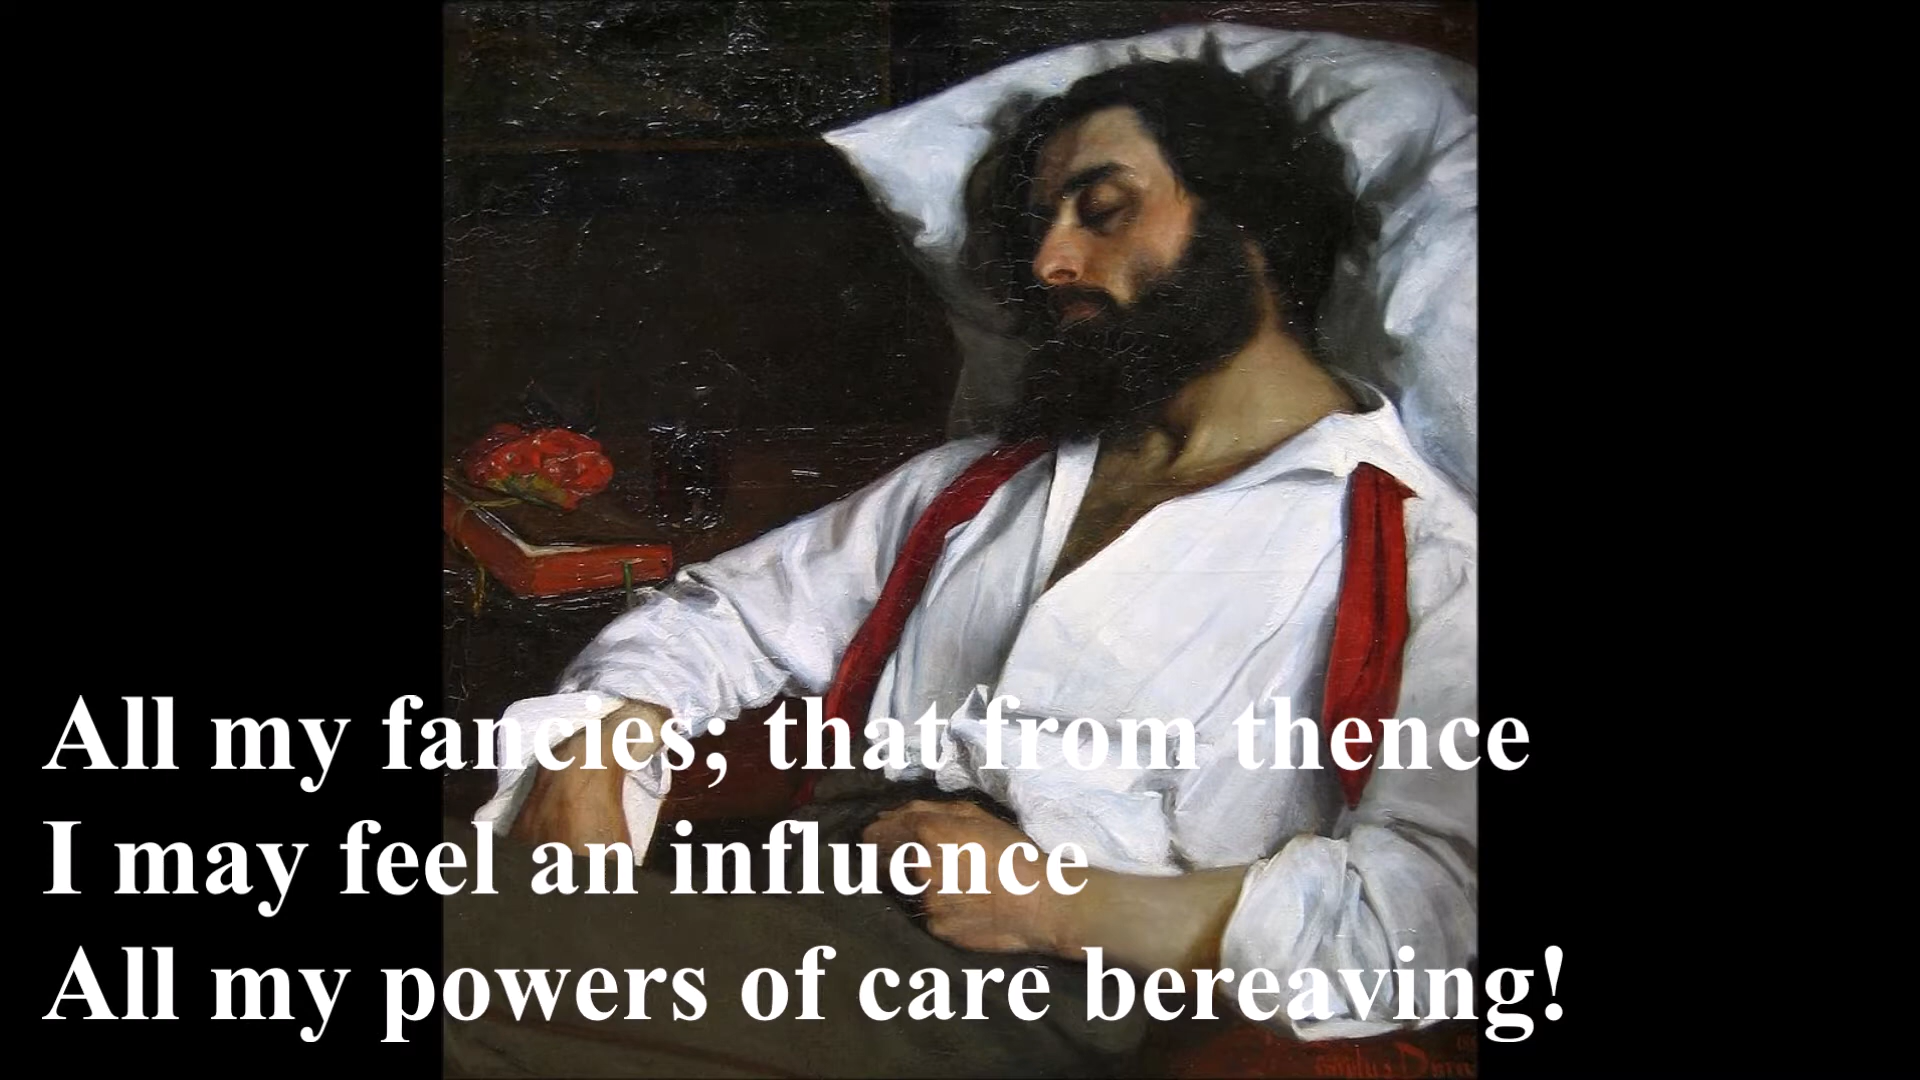 All my fancies; that from thence
I may feel an influence
All my powers of care bereaving!